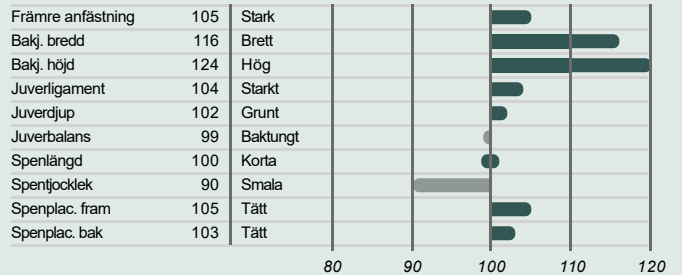 Främre anfästning 105 Stark
Bakj. bredd 116 Brett
Bakj. höjd 124 Hög
Juverligament 104 Starkt
Juverdjup 102 Grunt
Juverbalans 99 Baktungt
Spenlängd 100 Korta
Spentjocklek 90 Smala
Spenplac. fram 105 Tätt
Spenplac. bak 103 Tätt
80 90 100 110 120